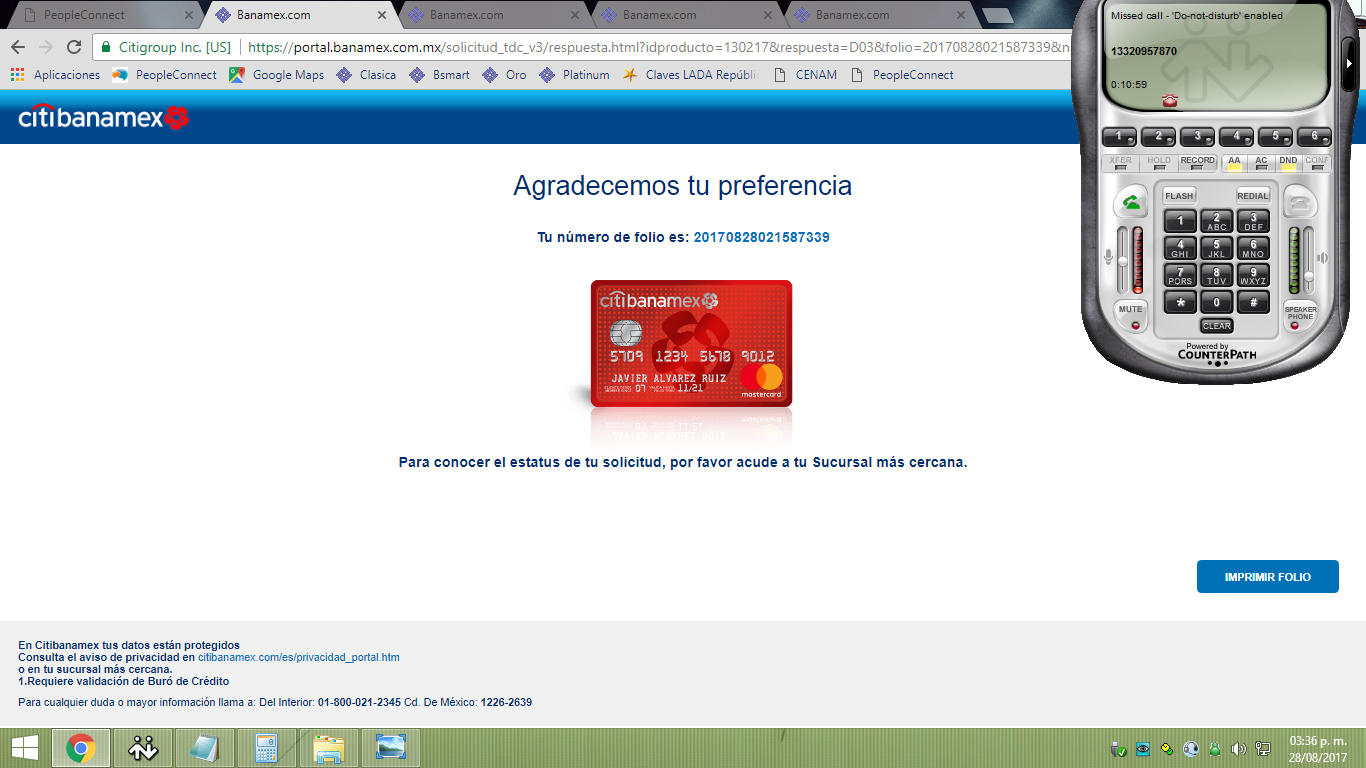 PeopleConnect
Banamex.com
Banamex.com
Banamex.com
Banamex.com
Citigroup Inc. [US]
https://portal.banamex.com.mx/solicitud_tdc_v3/respuesta.html?idproducto=130217&respuesta=D03&folio=20170828021587339&n
Aplicaciones
PeopleConnect
Google Maps
Clasica
Bsmart
Oro
Platinum
Claves LADA Repúblic
CENAM
PeopleConnect
citibanamex
Agradecemos tu preferencia
Tu número de folio es: 20170828021587339
citibanamex
5709 1234 5678 9012
07 11/21
JAVIER ALVAREZ RUIZ
mastercard
Para conocer el estatus de tu solicitud, por favor acude a tu Sucursal más cercana.
IMPRIMIR FOLIO
En Citibanamex tus datos están protegidos
Consulta el aviso de privacidad en citibanamex.com/es/privacidad_portal.htm
o en tu sucursal más cercana.
1.Requiere validación de Buró de Crédito
Para cualquier duda o mayor información llama a: Del Interior: 01-800-021-2345 Cd. De México: 1226-2639
Missed call - 'Do-not-disturb' enabled
13320957870
0:10:59
1 2 3 4 5 6
XFER HOLD RECORD AA AC DND CONF
FLASH REDIAL
1 2 ABC 3 DEF
4 GHI 5 JKL 6 MNO
7 PQRS 8 TUV 9 WXYZ
* 0 #
MUTE
CLEAR
SPEAKER
PHONE
Powered by
COUNTERPATH
03:36 p. m.
28/08/2017